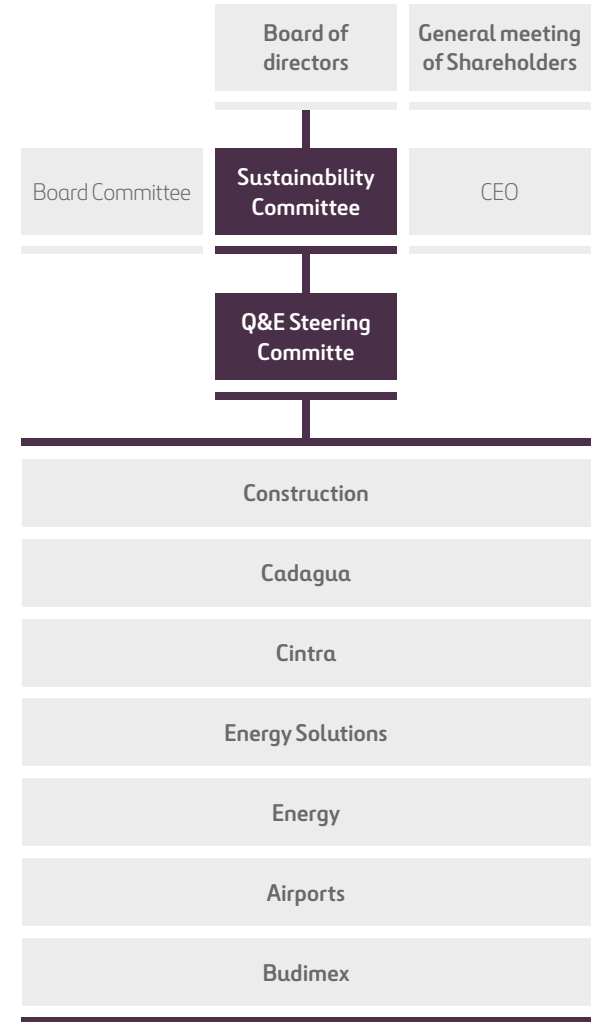 Board of
directors
General meeting
of Shareholders
Board Committee
Sustainability
Committee
CEO
Q&E Steering
Committe
Construction
Cadagua
Cintra
Energy Solutions
Energy
Airports
Budimex